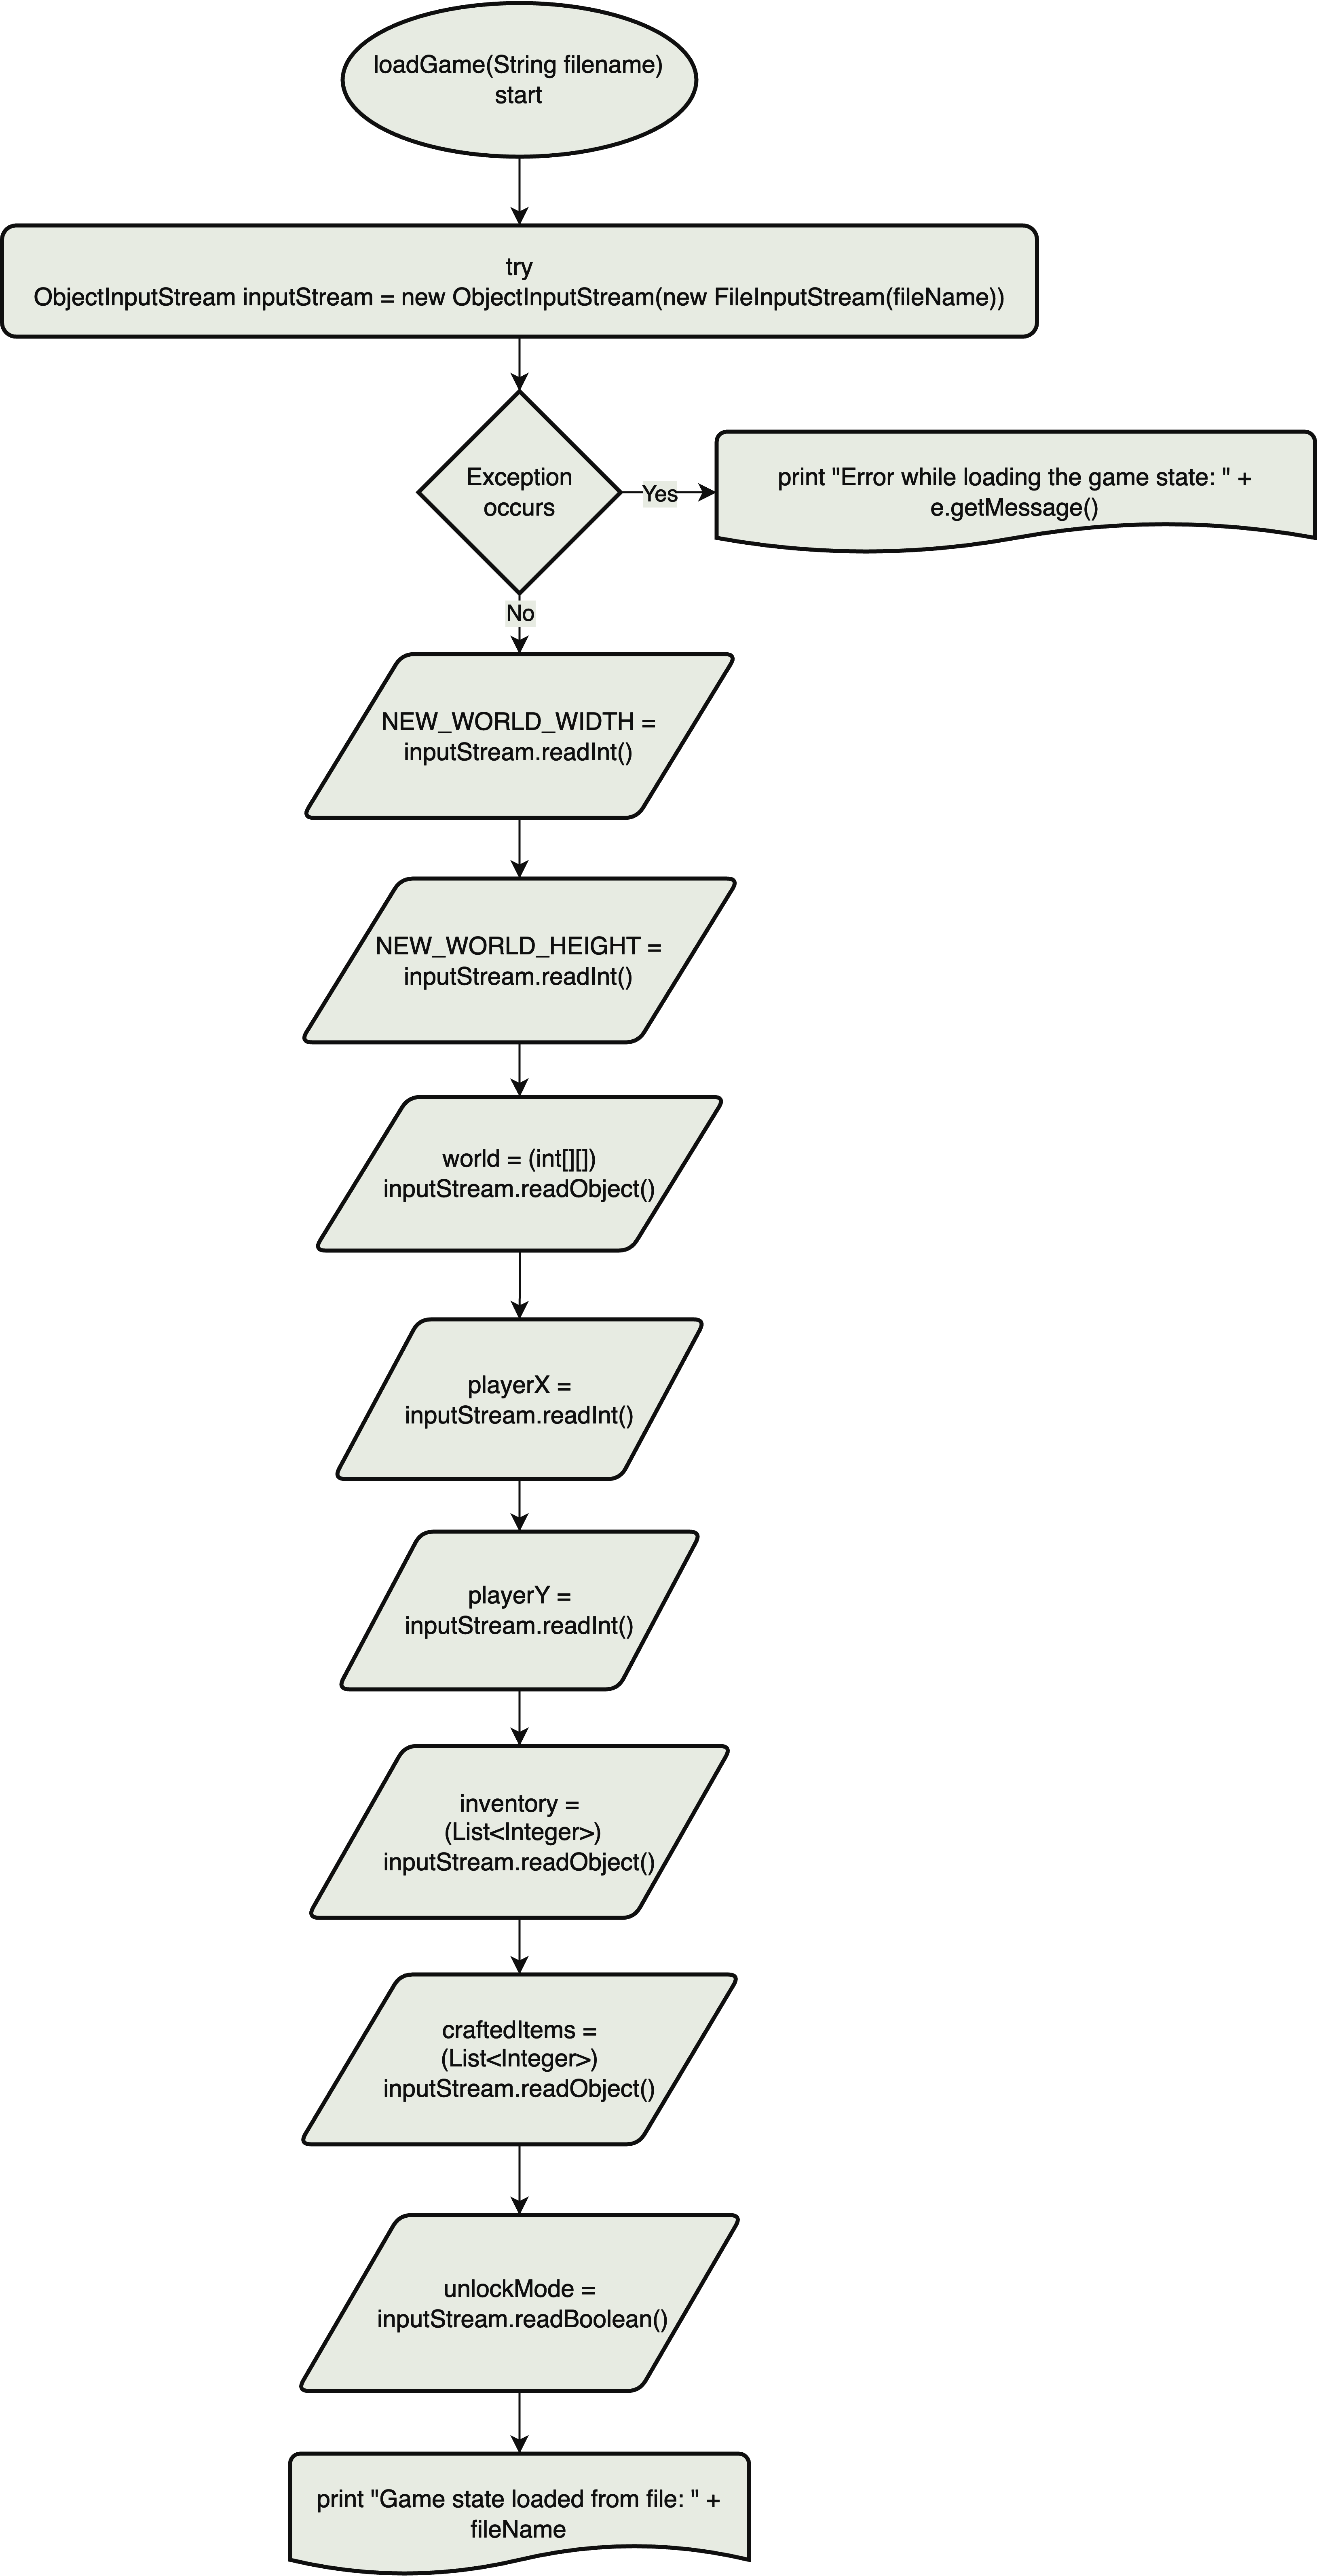 loadGame(String filename)
start
try
ObjectInputStream inputStream = new ObjectInputStream(new FileInputStream(fileName))
Exception
occurs
Yes
print "Error while loading the game state: " +
e.getMessage()
No
NEW_WORLD_WIDTH =
inputStream.readInt()
NEW_WORLD_HEIGHT =
inputStream.readInt()
world = (int[][])
inputStream.readObject()
playerX =
inputStream.readInt()
playerY =
inputStream.readInt()
inventory =
(List<Integer>)
inputStream.readObject()
craftedItems =
(List<Integer>)
inputStream.readObject()
unlockMode =
inputStream.readBoolean()
print "Game state loaded from file: " +
fileName